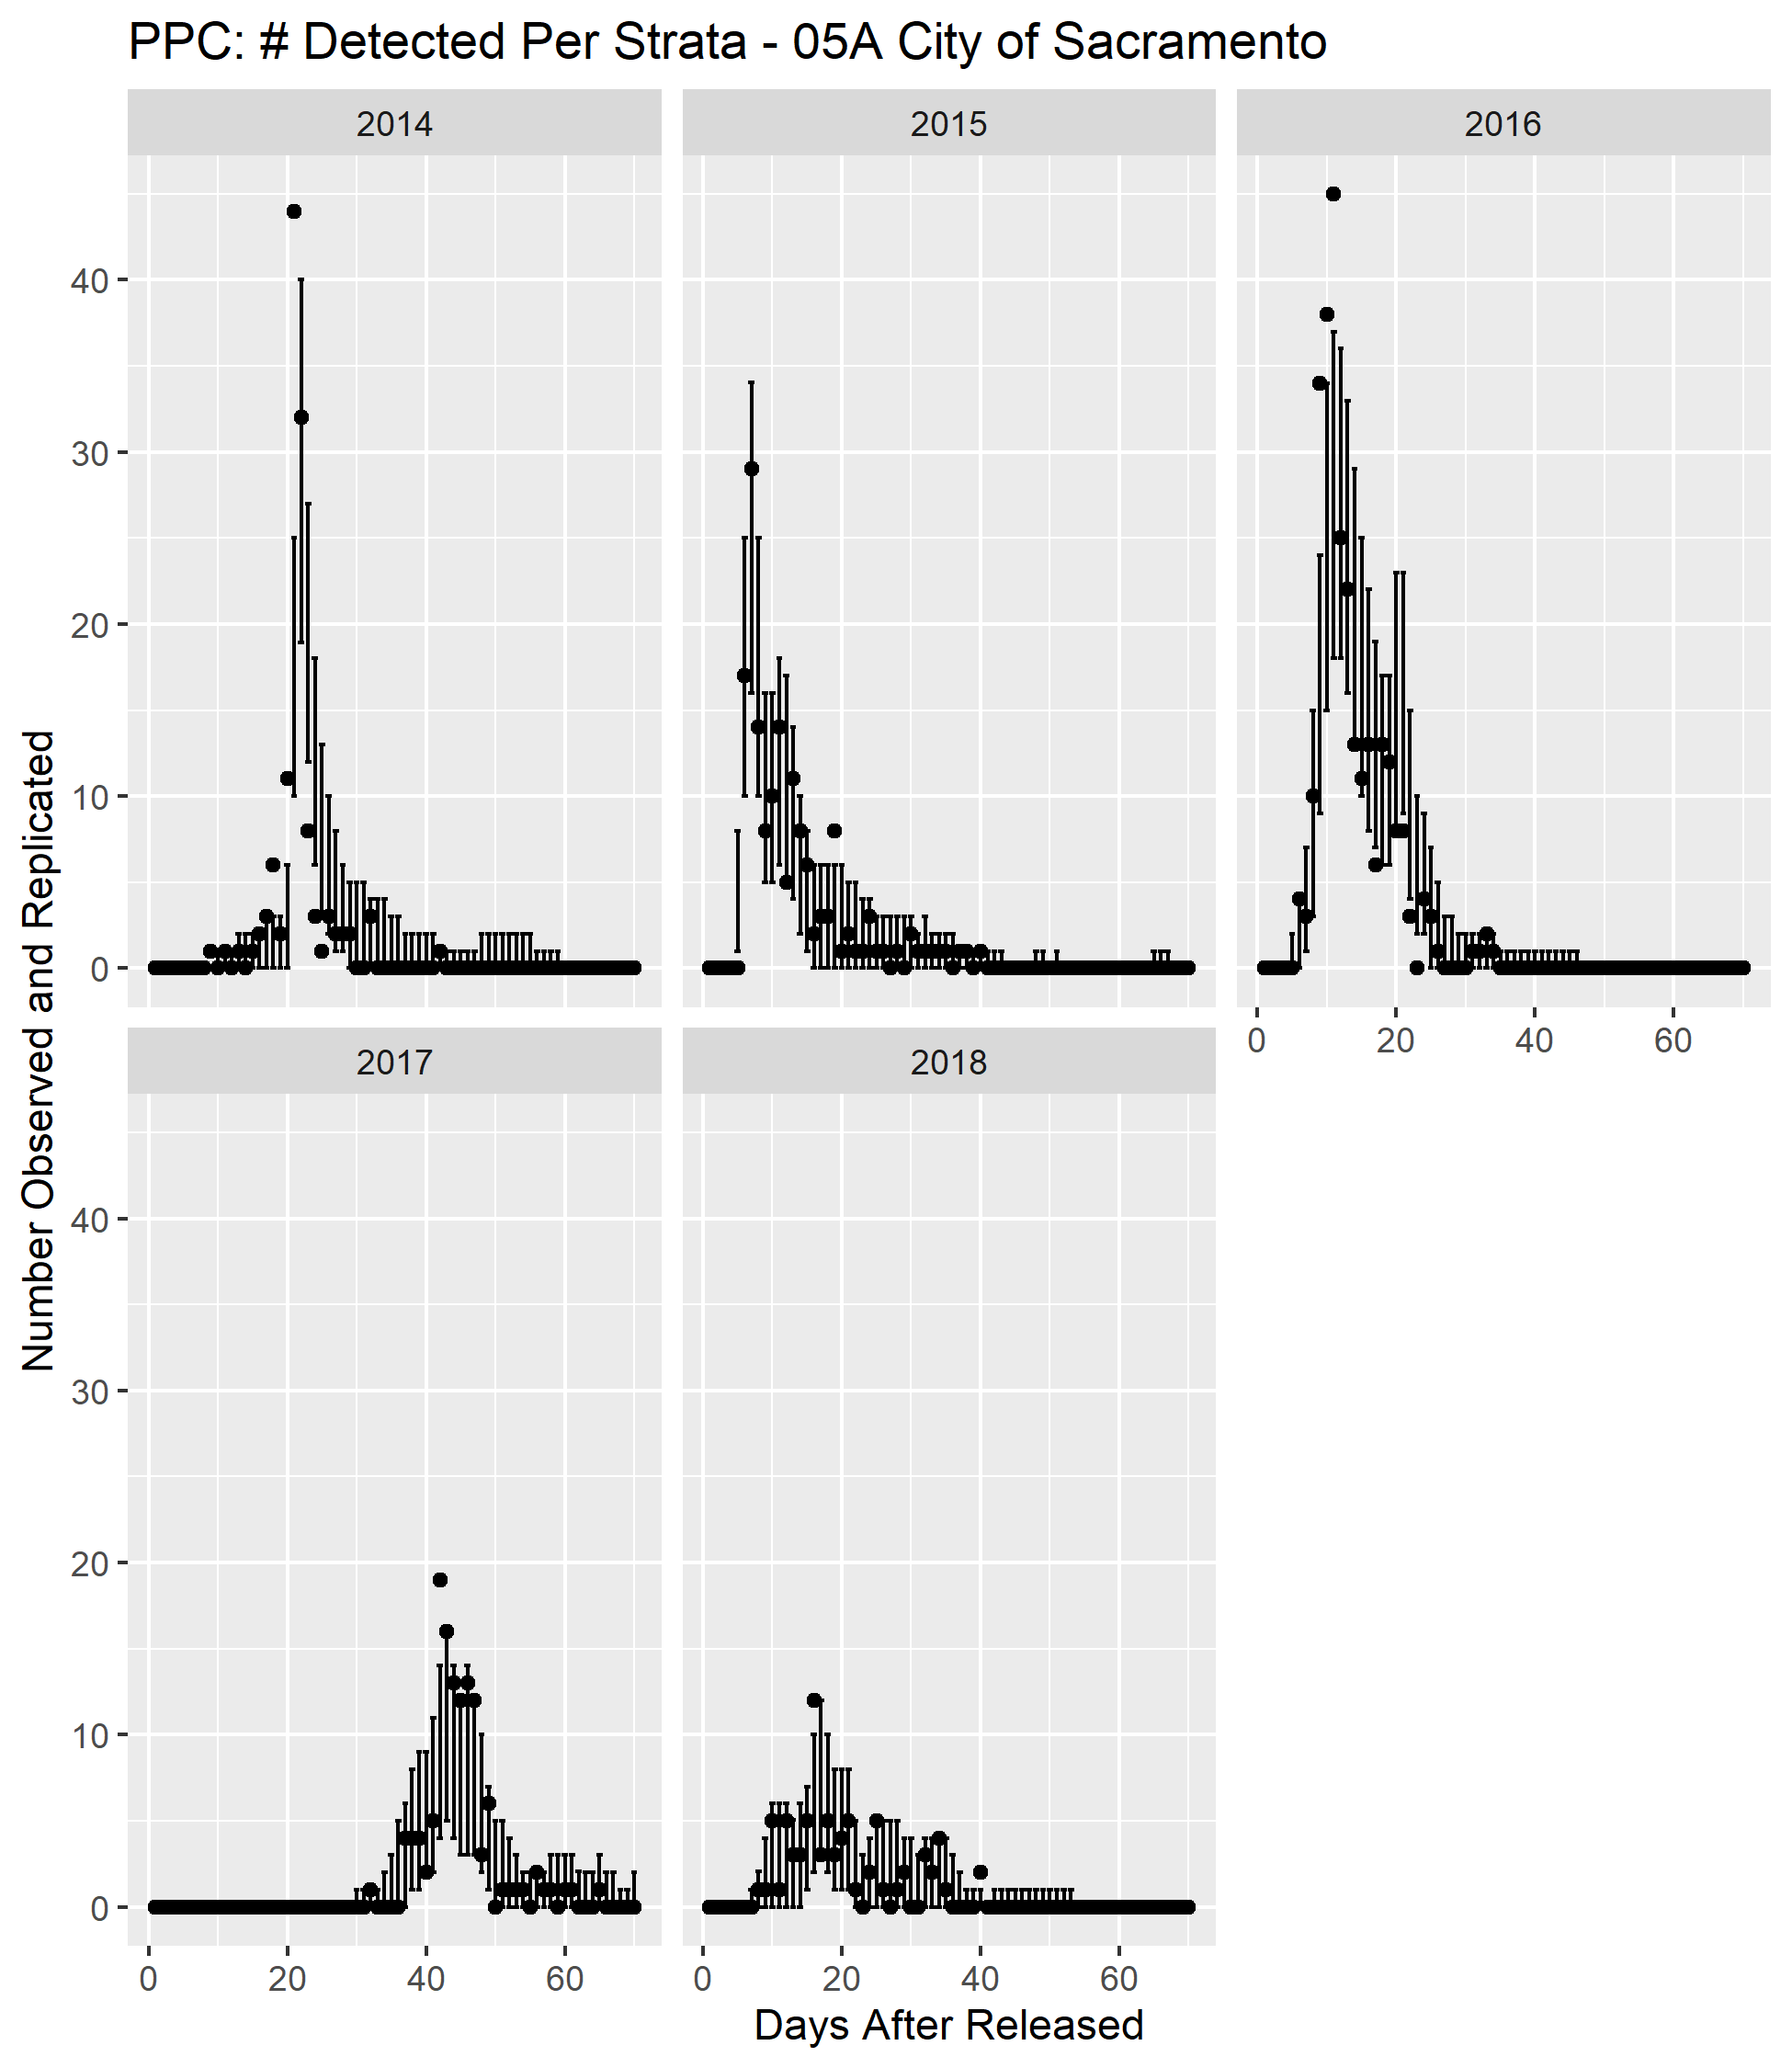 PPC: # Detected Per Strata - 05A City of Sacramento
2014 2015 2016
40
30
20
10
0
0 20 40 60
2017 2018
40
30
20
10
0
0 20 40 60 0 20 40 60
Days After Released
Number Observed and Replicated